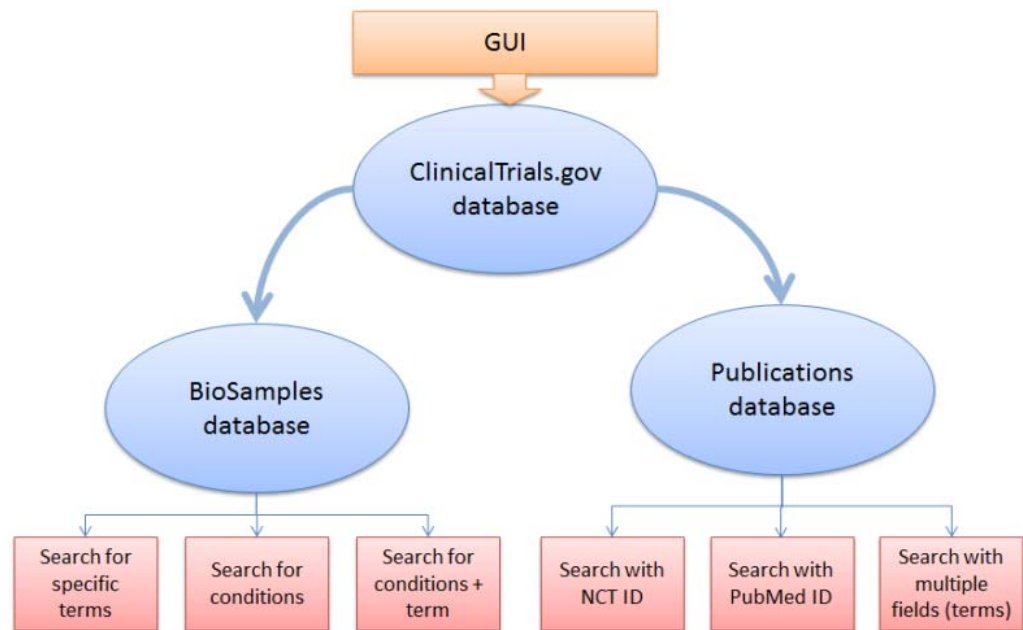 GUI
ClinicalTrials.gov
database
BioSamples
database
Publications
database
Search for
specific
terms
Search for
conditions
Search for
conditions +
term
Search with
NCT ID
Search with
PubMed ID
Search with
multiple
fields (terms)